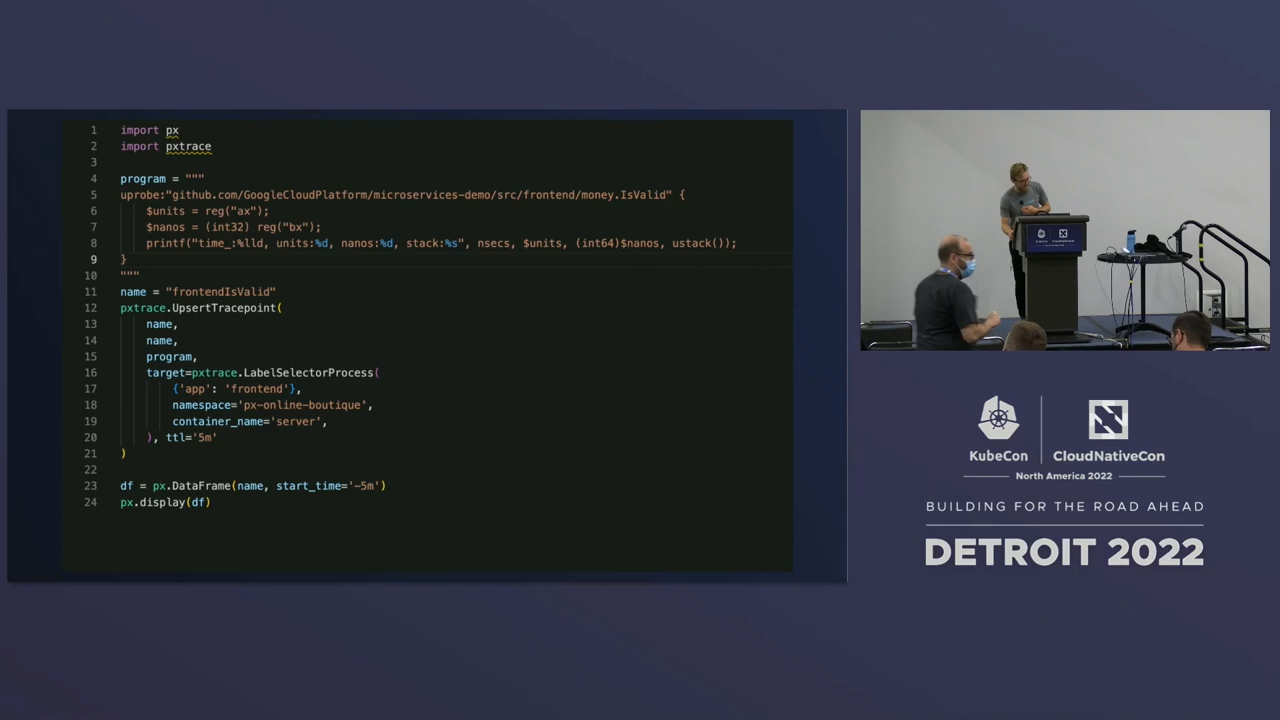 1 import px
2 import pxtrace
3
4 program = """
5 uprobe:"github.com/GoogleCloudPlatform/microservices-demo/src/frontend/money.IsValid" {
6 $units = reg("ax");
7 $nanos = (int32) reg("bx");
8 printf("time_:%lld, units:%d, nanos:%d, stack:%s", nsecs, $units, (int64)$nanos, ustack());
9 }
10 """
11 name = "frontendIsValid"
12 pxtrace.UpsertTracepoint(
13 name,
14 name,
15 program,
16 target=pxtrace.LabelSelectorProcess(
17 {'app': 'frontend'},
18 namespace='px-online-boutique',
19 container_name='server',
20 ), ttl='5m'
21 )
22
23 df = px.DataFrame(name, start_time='-5m')
24 px.display(df)
KubeCon CloudNativeCon
North America 2022
BUILDING FOR THE ROAD AHEAD
DETROIT 2022